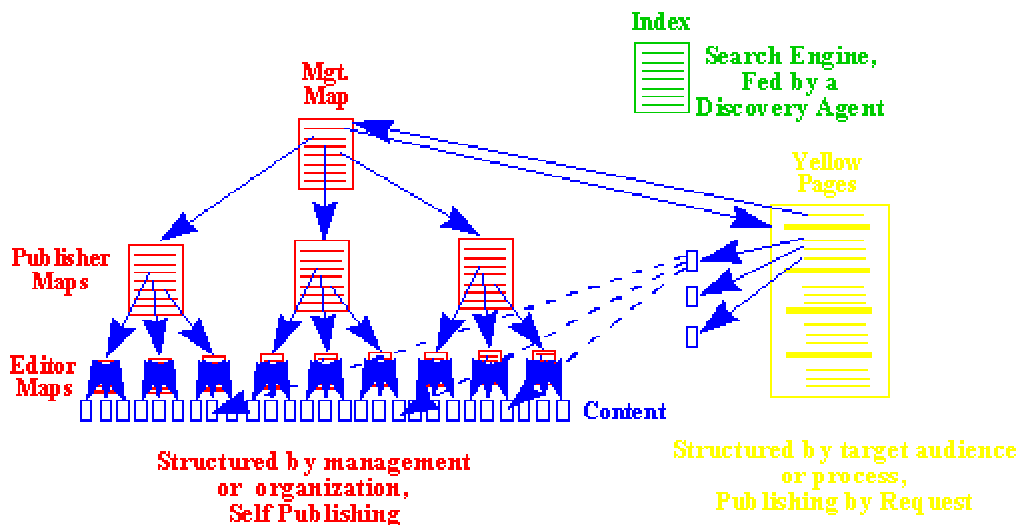 Index
Search Engine,
Fed by a
Discovery Agent
Mgt.
Map
Yellow
Pages
Publisher
Maps
Editor
Maps
Content
Structured by management
or organization,
Self Publishing
Structured by target audience
or process,
Publishing by Request